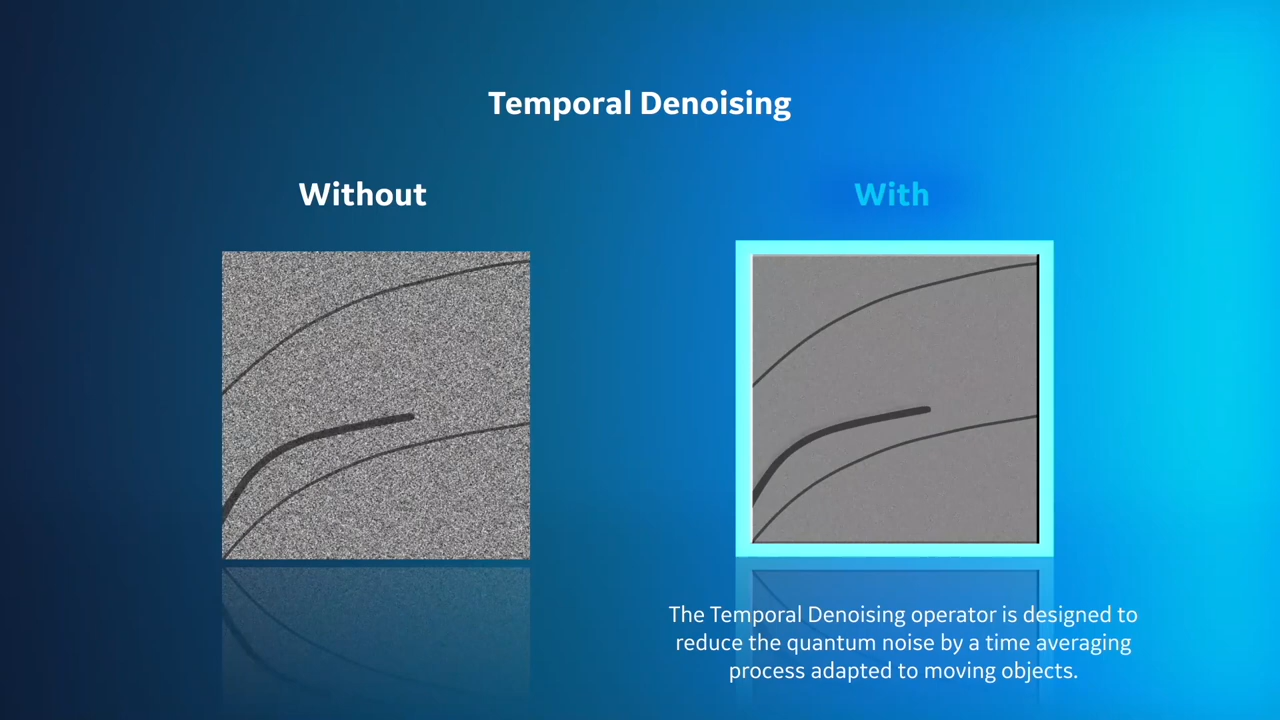 Temporal Denoising
Without
With
The Temporal Denoising operator is designed to
reduce the quantum noise by a time averaging
process adapted to moving objects.